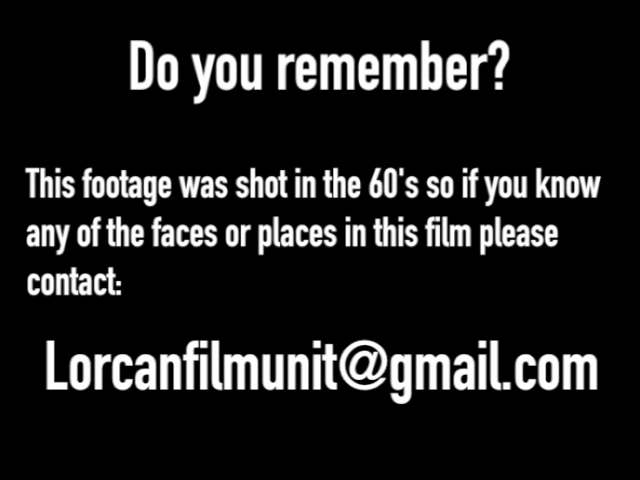 Do you remember?
This footage was shot in the 60's so if you know
any of the faces or places in this film please
contact:
Lorcanfilmunit@gmail.com